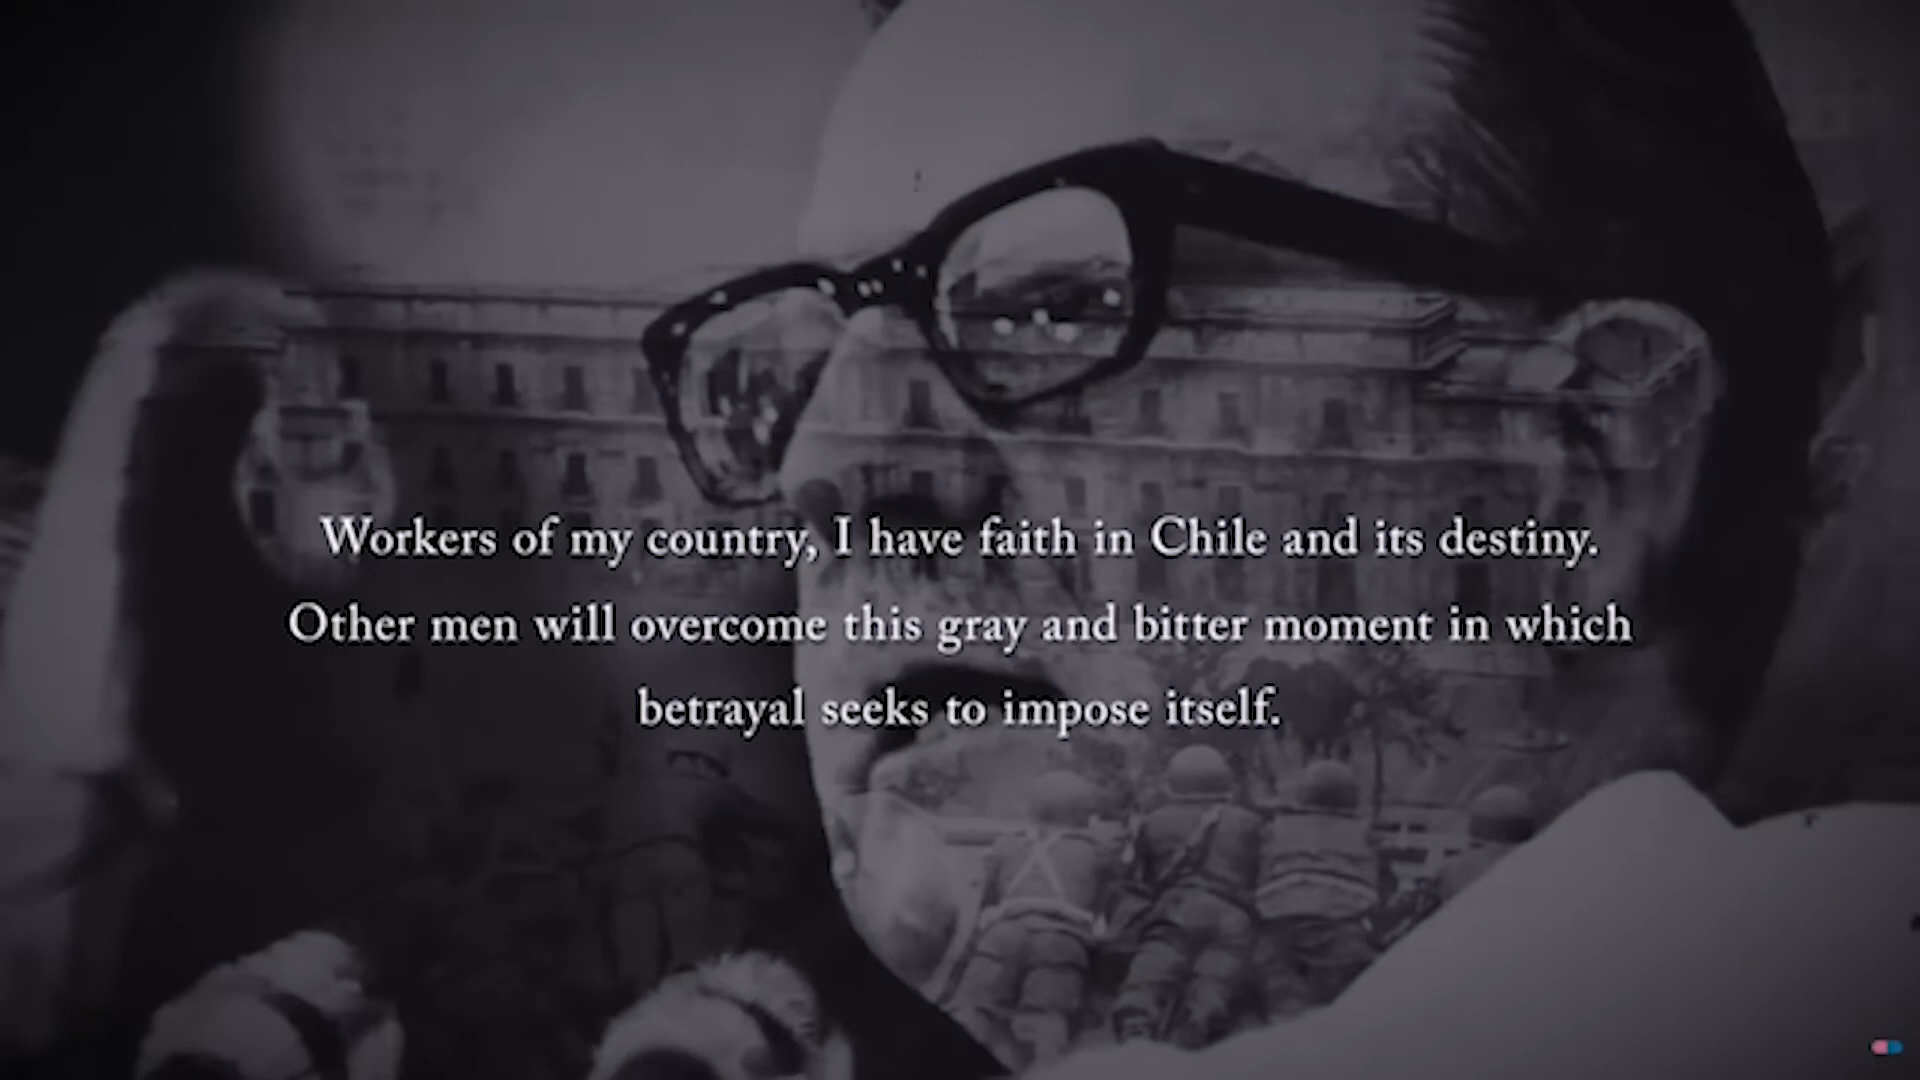 Workers of my country, I have faith in Chile and its destiny.
Other men will overcome this gray and bitter moment in which
betrayal seeks to impose itself.